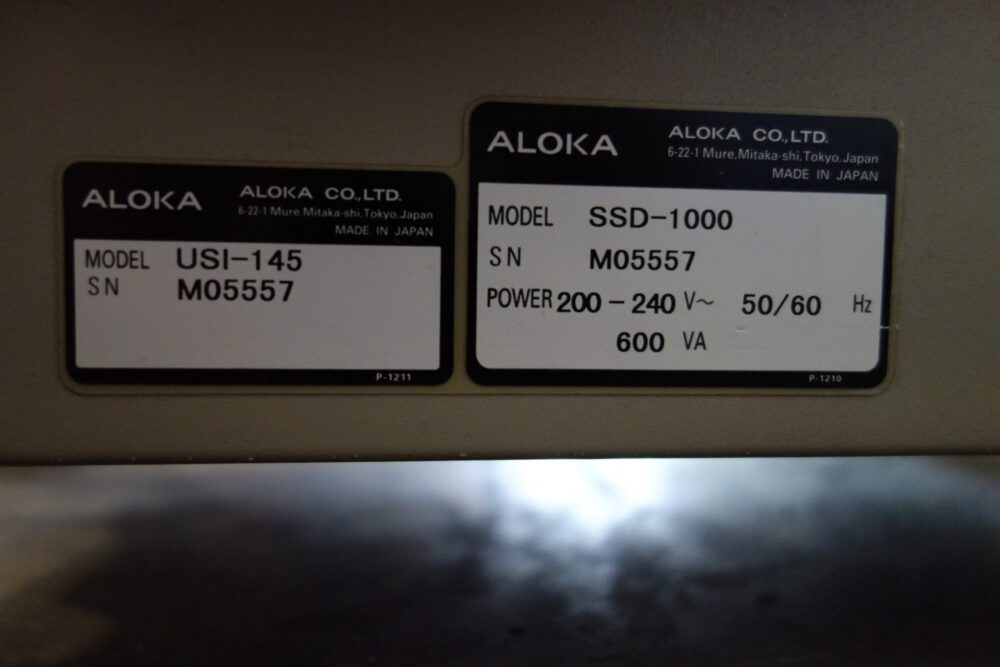 ALOKA ALOKA CO.,LTD.
6-22-1 Mure,Mitaka-shi,Tokyo,Japan
MADE IN JAPAN
MODEL USI-145
SN M05557
P-1211
ALOKA ALOKA CO.,LTD.
6-22-1 Mure,Mitaka-shi,Tokyo,Japan
MADE IN JAPAN
MODEL SSD-1000
SN M05557
POWER 200-240 V~ 50/60 Hz
600 VA
P-1210